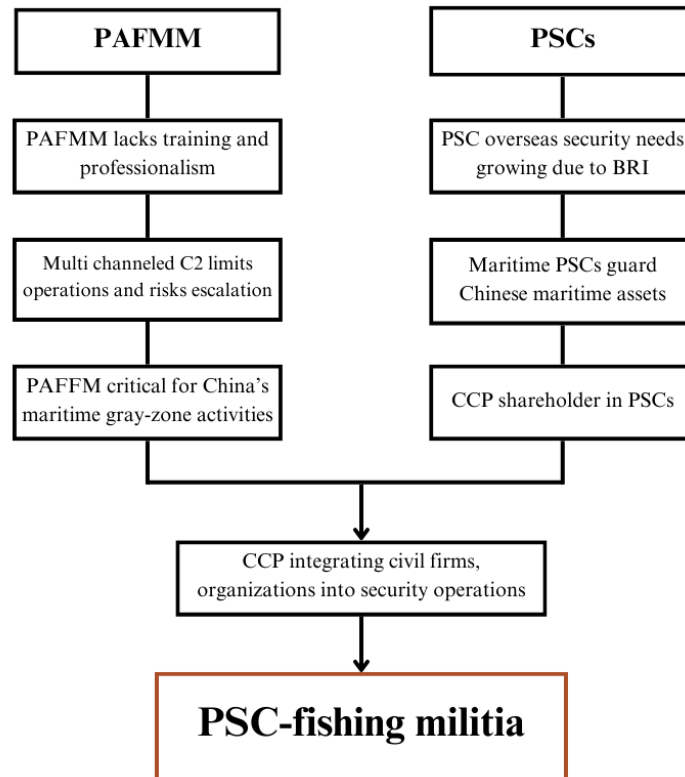 PAFMM
PSCs
PAFMM lacks training and
professionalism
PSC overseas security needs
growing due to BRI
Multi channeled C2 limits
operations and risks escalation
Maritime PSCs guard
Chinese maritime assets
PAFFM critical for China's
maritime gray-zone activities
CCP shareholder in PSCs
CCP integrating civil firms,
organizations into security operations
PSC-fishing militia